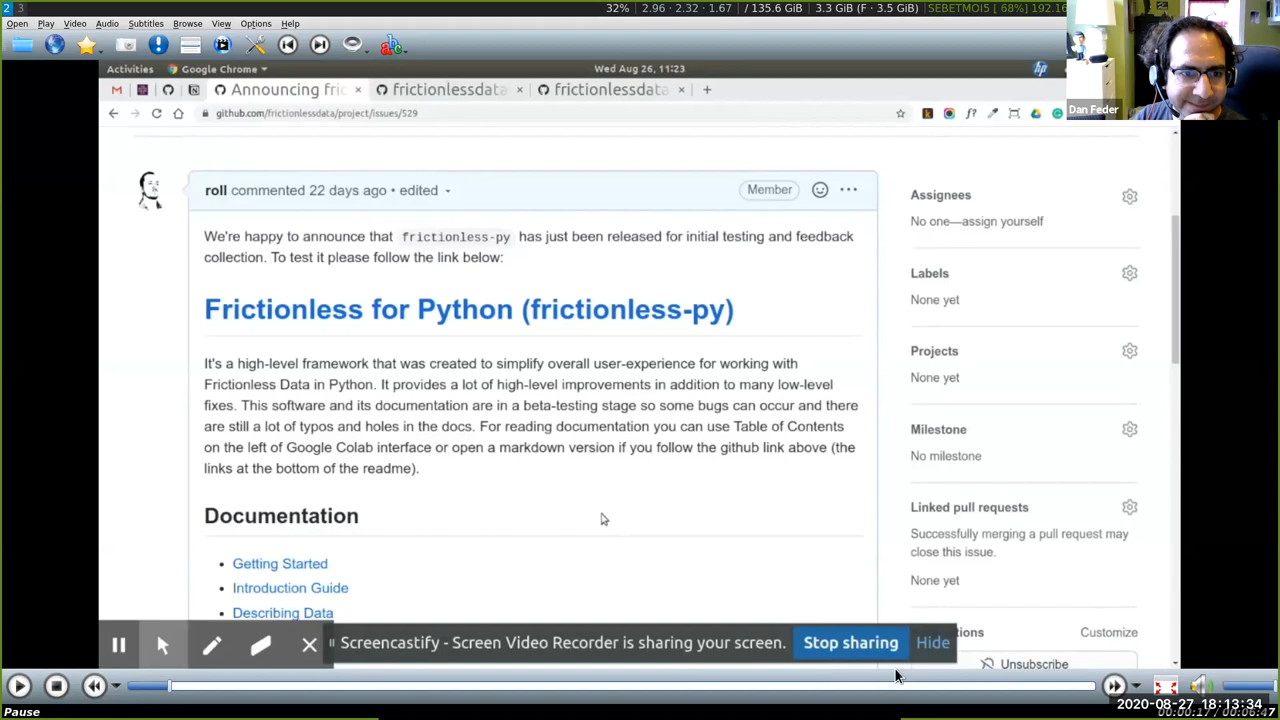 2 3 32% | 2.96 · 2.32 · 1.67 | / 135.6 GiB | 3.3 GiB (F · 3.5 GiB) | SEBETMOI5 [ 68%] 192.16
Open Play Video Audio Subtitles Browse View Options Help
Activities Google Chrome Wed Aug 26, 11:23
Announcing fric × frictionlessdata × frictionlessdata × +
github.com/frictionlessdata/project/issues/529
Dan Feder
roll commented 22 days ago • edited Member
We're happy to announce that frictionless-py has just been released for initial testing and feedback
collection. To test it please follow the link below:
Frictionless for Python (frictionless-py)
It's a high-level framework that was created to simplify overall user-experience for working with
Frictionless Data in Python. It provides a lot of high-level improvements in addition to many low-level
fixes. This software and its documentation are in a beta-testing stage so some bugs can occur and there
are still a lot of typos and holes in the docs. For reading documentation you can use Table of Contents
on the left of Google Colab interface or open a markdown version if you follow the github link above (the
links at the bottom of the readme).
Documentation
• Getting Started
• Introduction Guide
• Describing Data
Assignees
No one—assign yourself
Labels
None yet
Projects
None yet
Milestone
No milestone
Linked pull requests
Successfully merging a pull request may
close this issue.
None yet
Customize
Unsubscribe
Screencastify - Screen Video Recorder is sharing your screen. Stop sharing Hide
2020-08-27 18:13:34
Pause